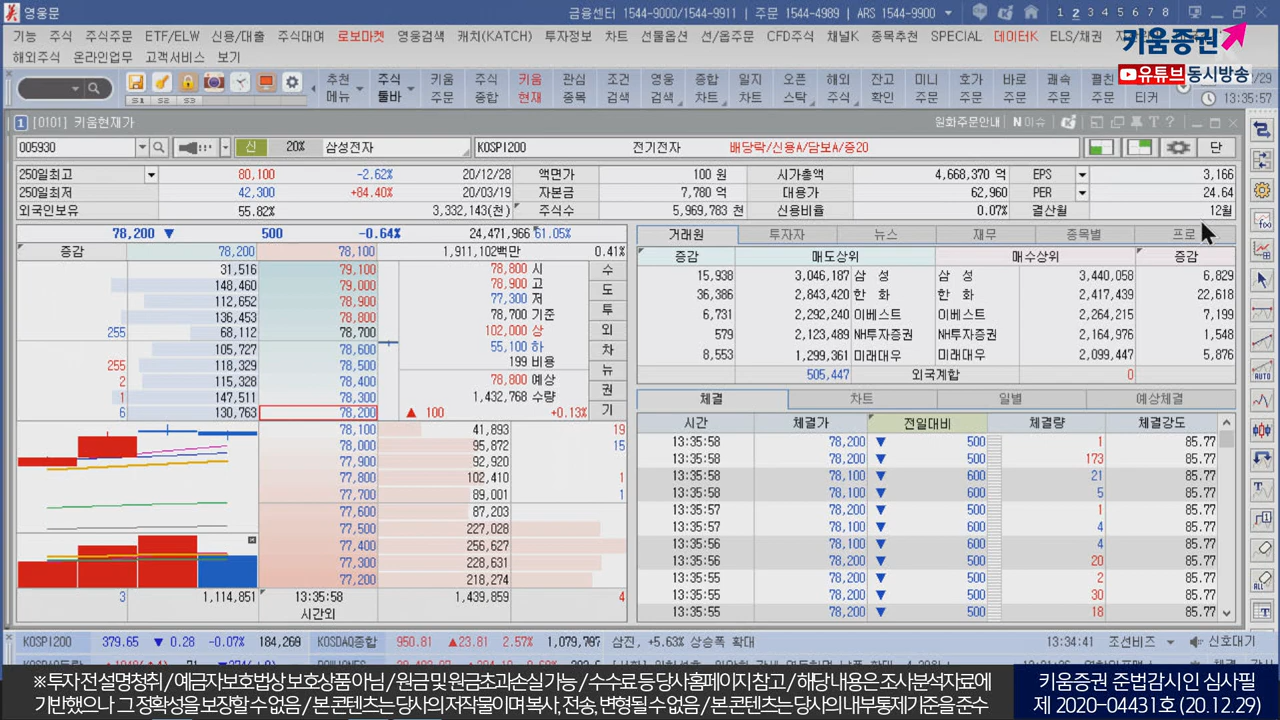 영웅문 금융센터 1544-9000/1544-9911 | 주문 1544-4989 | ARS 1544-9900 1 2 3 4 5 6 7 8
기능 주식 주식주문 ETF/ELW 신용/대출 주식대여 로보마켓 영웅검색 캐치(KATCH) 투자정보 차트 선물옵션 선/옵주문 CFD주식 채널K 종목추천 SPECIAL 데이터K ELS/채권
해외주식 온라인업무 고객서비스 보기
키움증권
유튜브 동시방송
추천메뉴 주식툴바 키움주문 주식종합 키움현재 관심종목 조건검색 영웅검색 종합차트 일지차트 오픈스탁 해외주식 잔고확인 미니주문 호가주문 바로주문 쾌속주문 틱커
S1 S2 S3
/29
13:35:57
1 [0101] 키움현재가 원화주문안내 N이슈
005930 신 20% 삼성전자 KOSPI200 전기전자 배당락/신용A/담보A/증20 단
250일최고 80,100 -2.62% 20/12/28 액면가 100 원 시가총액 4,668,370 억 EPS 3,166
250일최저 42,300 +84.40% 20/03/19 자본금 7,780 억 대용가 62,960 PER 24.64
외국인보유 55.82% 3,332,143(천) 주식수 5,969,783 천 신용비율 0.07% 결산월 12월
78,200 ▼ 500 -0.64% 24,471,966 61.05%
증감 78,200 78,100 1,911,102백만 0.41%
31,516 79,100 78,800 시 수
148,460 79,000 78,900 고 도
112,652 78,900 77,300 저
136,453 78,800 78,700 기준 투
255 68,112 78,700 102,000 상 외
105,727 78,600 55,100 하 차
255 118,329 78,500 199 비용 뉴
2 115,328 78,400 78,800 예상 권
1 147,511 78,300 1,432,768 수량
6 130,763 78,200 ▲ 100 +0.13% 기
78,100 41,893 19
78,000 95,872 15
77,900 92,920
77,800 102,410 1
77,700 89,001 1
77,600 87,203
77,500 227,028
77,400 256,627
77,300 228,631
77,200 218,274
3 1,114,851 13:35:58 1,439,859 4
시간외
거래원 투자자 뉴스 재무 종목별 프로
증감 매도상위 매수상위 증감
15,938 3,046,187 삼 성 삼 성 3,440,058 6,829
36,386 2,843,420 한 화 한 화 2,417,439 22,618
6,731 2,292,240 이베스트 이베스트 2,264,215 7,199
579 2,123,489 NH투자증권 NH투자증권 2,164,976 1,548
8,553 1,299,361 미래대우 미래대우 2,099,447 5,876
505,447 외국계합 0
체결 차트 일별 예상체결
시간 체결가 전일대비 체결량 체결강도
13:35:58 78,200 ▼ 500 1 85.77
13:35:58 78,200 ▼ 500 173 85.77
13:35:58 78,100 ▼ 600 21 85.77
13:35:58 78,100 ▼ 600 5 85.77
13:35:57 78,200 ▼ 500 1 85.77
13:35:57 78,100 ▼ 600 4 85.77
13:35:56 78,100 ▼ 600 4 85.77
13:35:56 78,200 ▼ 500 20 85.77
13:35:55 78,200 ▼ 500 2 85.77
13:35:55 78,200 ▼ 500 30 85.77
13:35:55 78,200 ▼ 500 18 85.77
KOSPI200 379.65 ▼ 0.28 -0.07% 184,269 KOSDAQ종합 950.81 ▲23.81 2.57% 1,079,787 삼진, +5.63% 상승폭 확대 13:34:41 조선비즈 신호대기
※ 투자 전 설명청취 / 예금자보호법상 보호상품 아님 / 원금 및 원금초과손실 가능 / 수수료 등 당사홈페이지 참고 / 해당 내용은 조사분석자료에
기반했으나 그 정확성을 보장할 수 없음 / 본 콘텐츠는 당사의 저작물이며 복사, 전송, 변형될 수 없음 / 본 콘텐츠는 당사의 내부통제기준을 준수
키움증권 준법감시인 심사필
제 2020-04431호 (20.12.29)